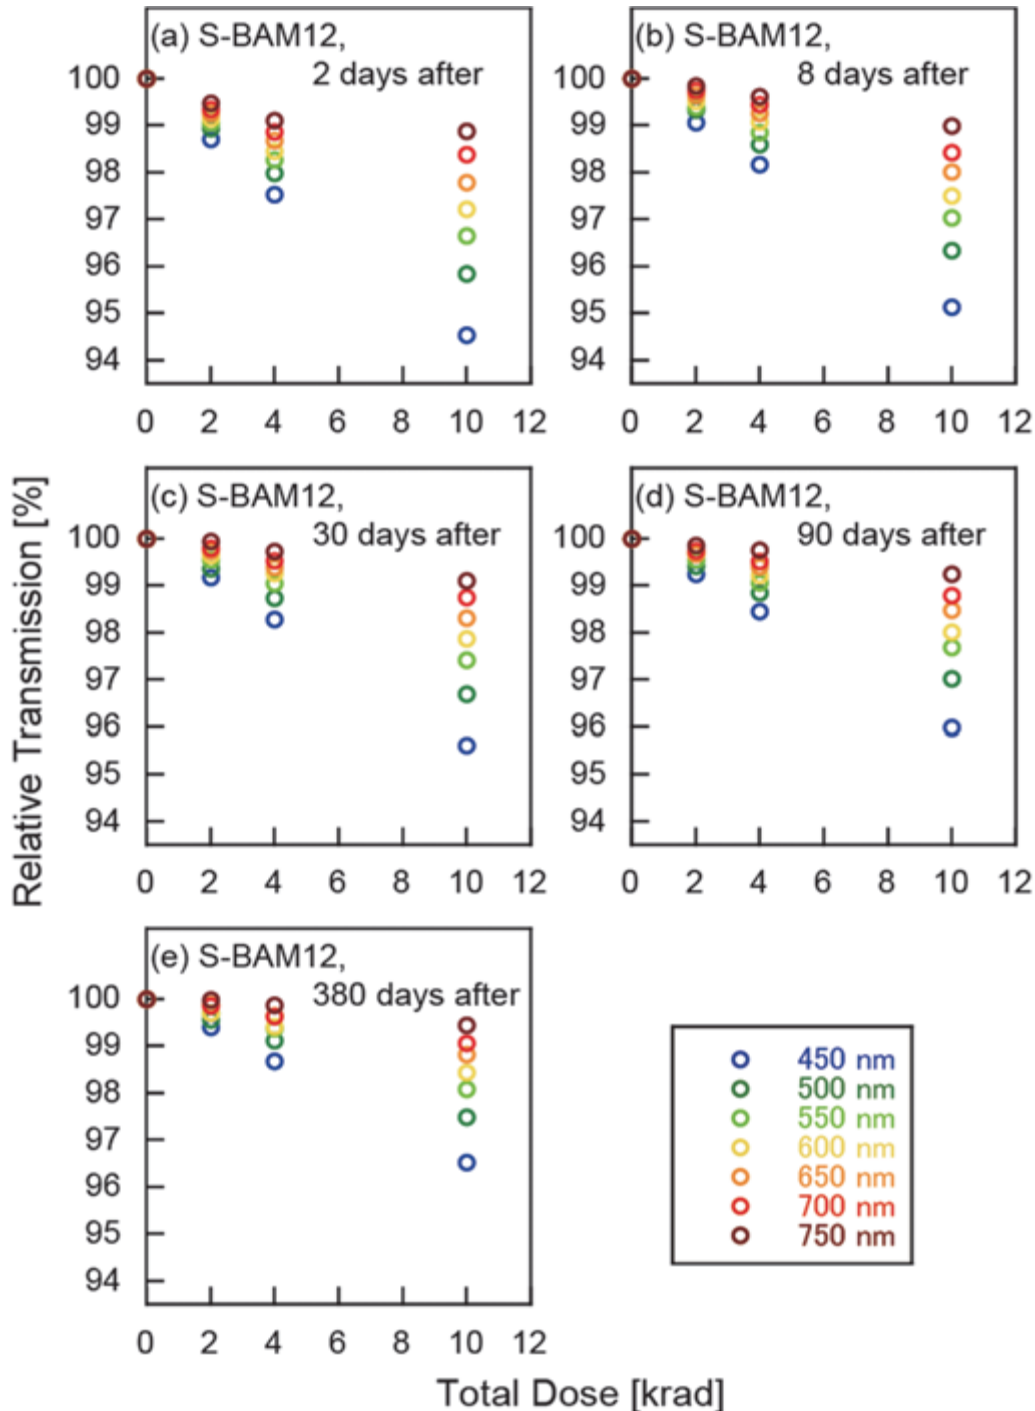 (a) S-BAM12,
2 days after
100
99
98
97
96
95
94
0 2 4 6 8 10 12
(b) S-BAM12,
8 days after
100
99
98
97
96
95
94
0 2 4 6 8 10 12
Relative Transmission [%]
(c) S-BAM12,
30 days after
100
99
98
97
96
95
94
0 2 4 6 8 10 12
(d) S-BAM12,
90 days after
100
99
98
97
96
95
94
0 2 4 6 8 10 12
(e) S-BAM12,
380 days after
100
99
98
97
96
95
94
0 2 4 6 8 10 12
450 nm
500 nm
550 nm
600 nm
650 nm
700 nm
750 nm
Total Dose [krad]